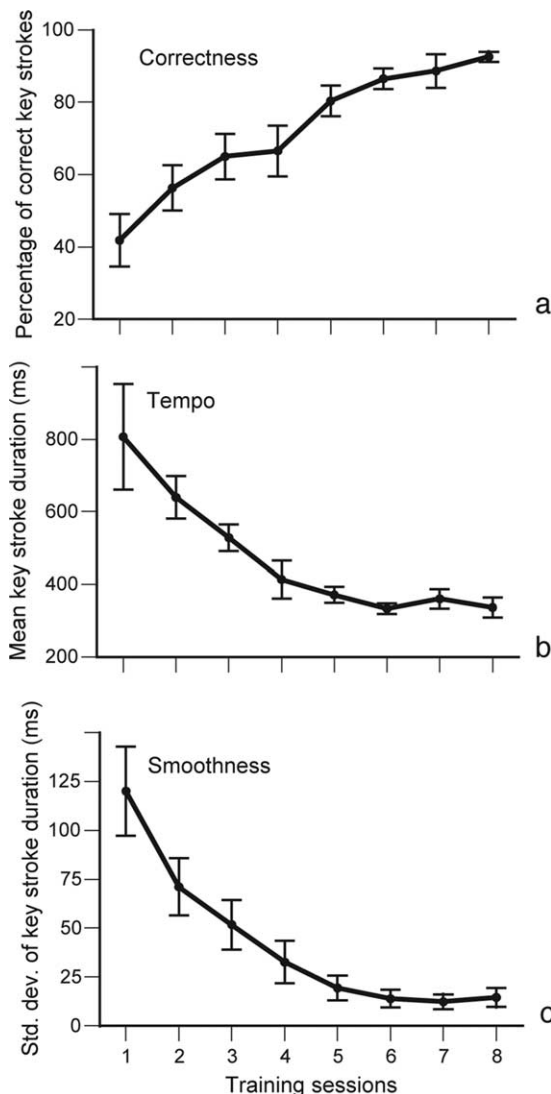 100
80
60
40
20
Percentage of correct key strokes
Correctness
a
800
600
400
200
Mean key stroke duration (ms)
Tempo
b
125
100
75
50
25
0
Std. dev. of key stroke duration (ms)
Smoothness
c
1 2 3 4 5 6 7 8
Training sessions